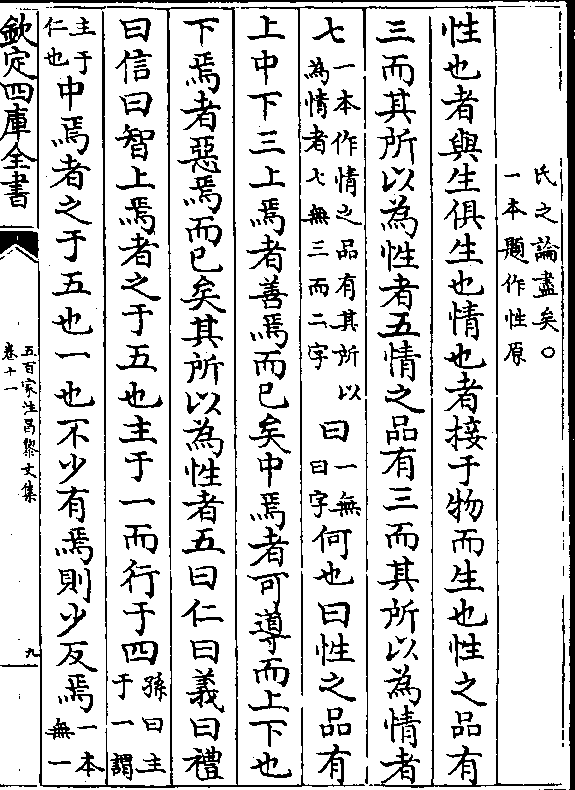 氏之論盡矣〇
一本題作性原
性也者與生俱生也情也者接于物而生也性之品有
三而其所以為性者五情之品有三而其所以為情者
七
一本作情之品有其所以
為情者七無三而二字
曰
一無
曰字
何也曰性之品有
上中下三上焉者善焉而已矣中焉者可導而上下也
下焉者惡焉而已矣其所以為性者五曰仁曰義曰禮
曰信曰智上焉者之于五也主于一而行于四
孫曰主
于一謂
主于
仁也
中焉者之于五也一也不少有焉則少反焉
一本
無一
欽定四庫全書
五百家注昌黎文集
卷十一
九